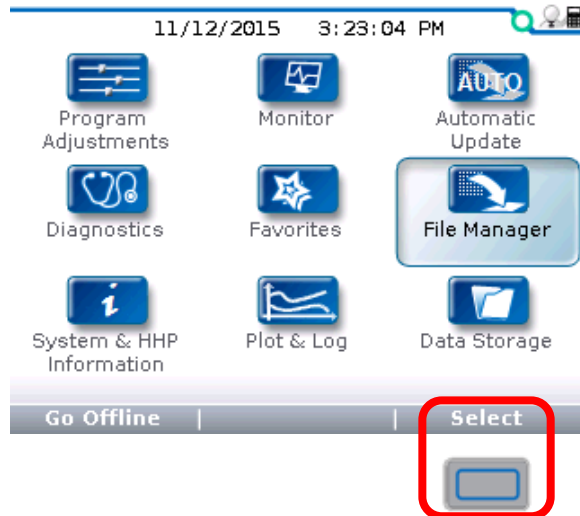 11/12/2015 3:23:04 PM
AUTO
Program
Adjustments
Monitor
Automatic
Update
Diagnostics
Favorites
File Manager
i
System & HHP
Information
Plot & Log
Data Storage
Go Offline | | Select